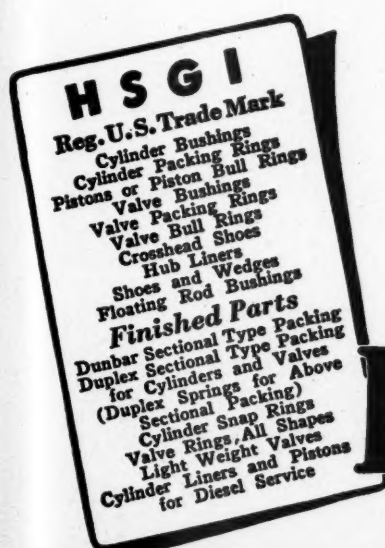 HSGI
Reg. U.S. Trade Mark
Cylinder Bushings
Cylinder Packing Rings
Pistons or Piston Bull Rings
Valve Bushings
Valve Packing Rings
Valve Bull Rings
Crosshead Shoes
Hub Liners
Shoes and Wedges
Floating Rod Bushings
Finished Parts
Dunbar Sectional Type Packing
Duplex Sectional Type Packing
for Cylinders and Valves
(Duplex Springs for Above
Sectional Packing)
Cylinder Snap Rings
Valve Rings, All Shapes
Light Weight Valves
Cylinder Liners and Pistons
for Diesel Service